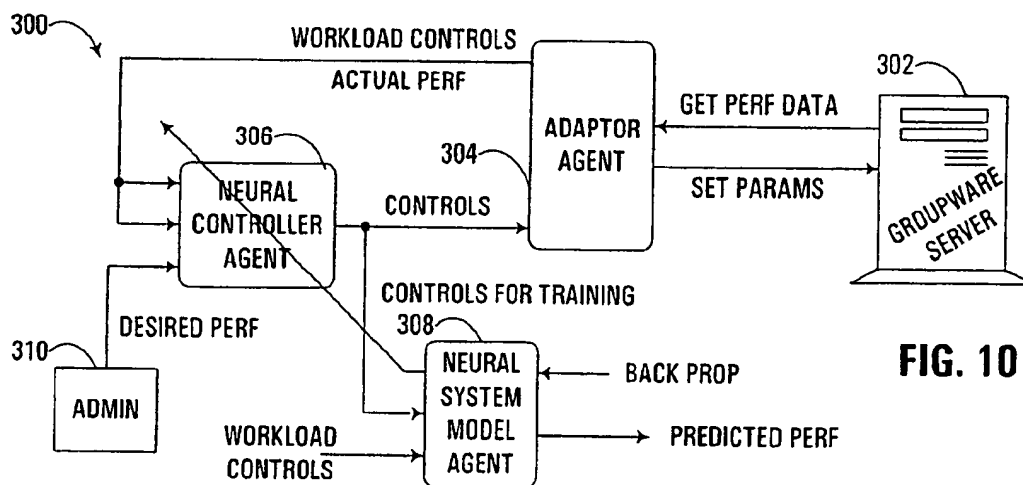 300
WORKLOAD CONTROLS
ACTUAL PERF
306
NEURAL
CONTROLLER
AGENT
304
ADAPTOR
AGENT
GET PERF DATA
SET PARAMS
302
GROUPWARE
SERVER
CONTROLS
CONTROLS FOR TRAINING
DESIRED PERF
310
ADMIN
308
NEURAL
SYSTEM
MODEL
AGENT
BACK PROP
PREDICTED PERF
WORKLOAD
CONTROLS
FIG. 10